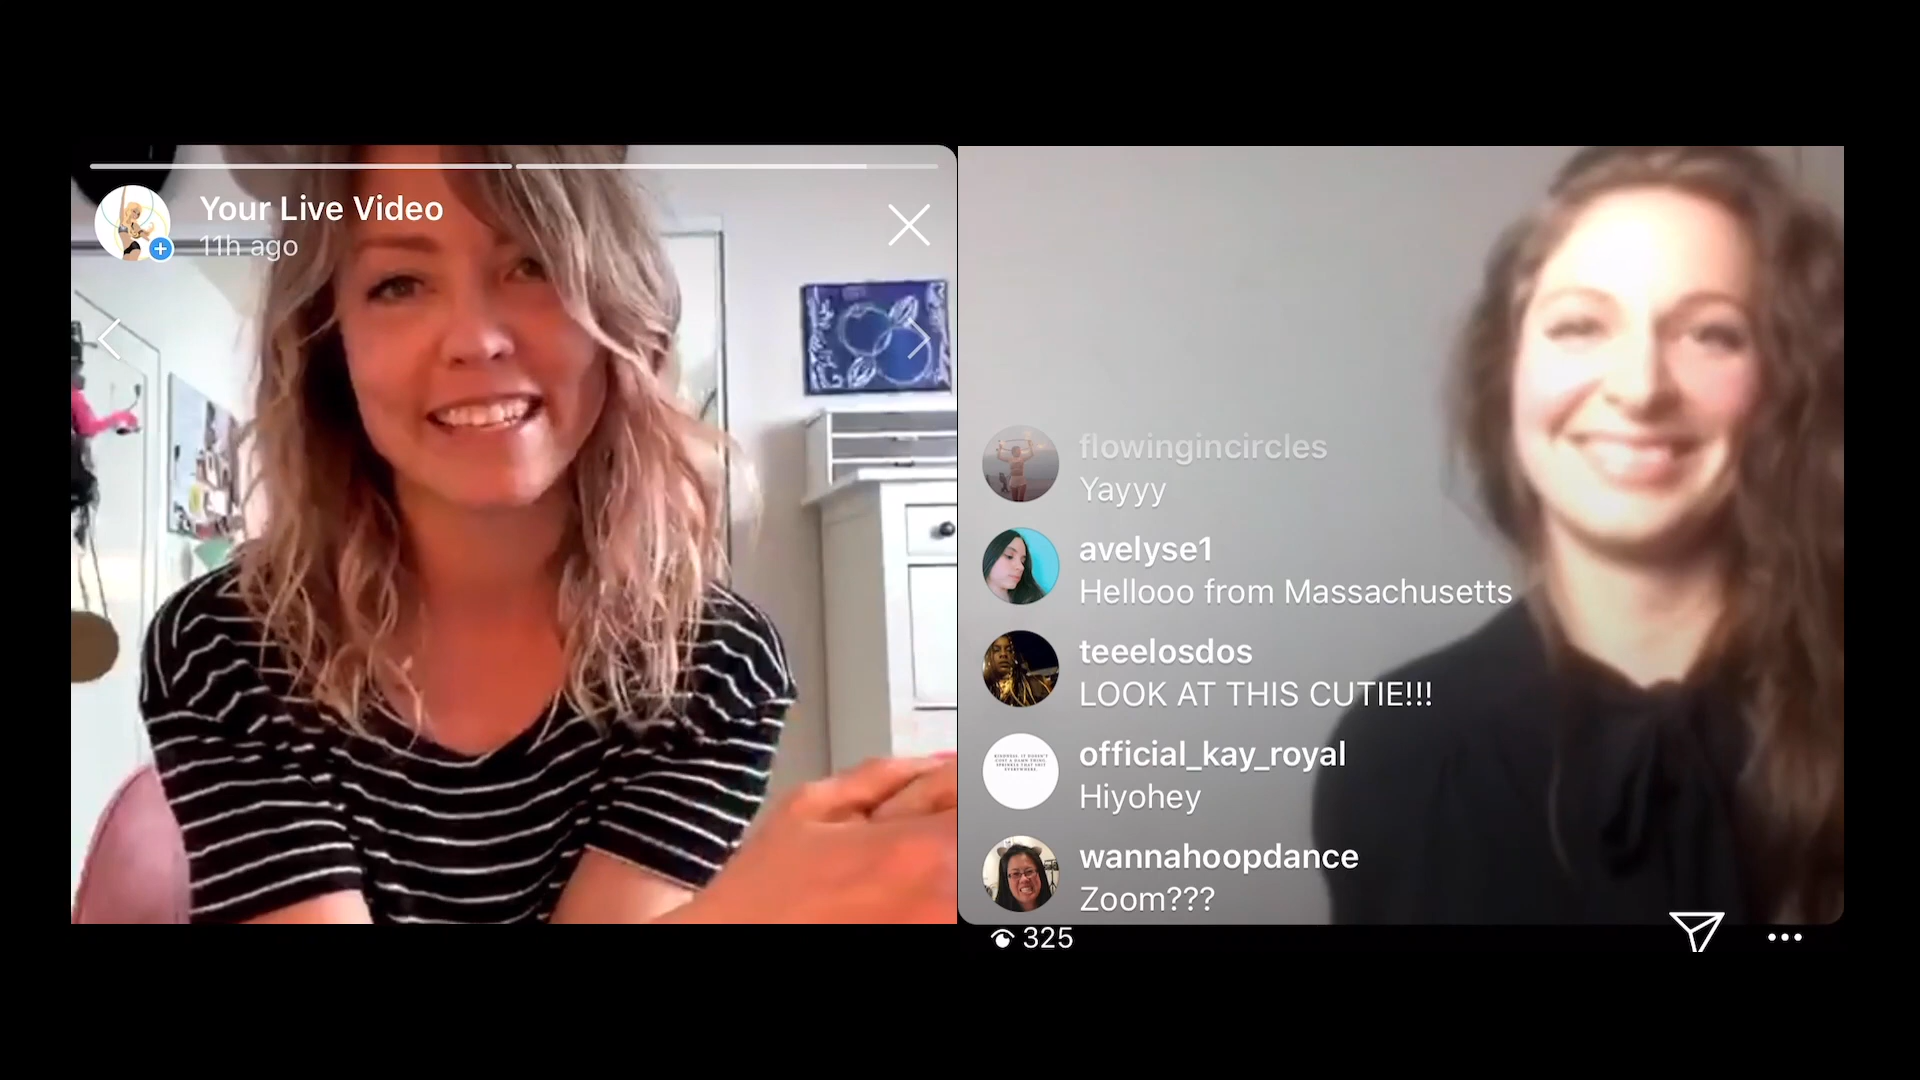 Your Live Video
11h ago
flowingincircles
Yayyy
avelyse1
Hellooo from Massachusetts
teeelosdos
LOOK AT THIS CUTIE!!!
official_kay_royal
Hiyohey
wannahoopdance
Zoom???
325